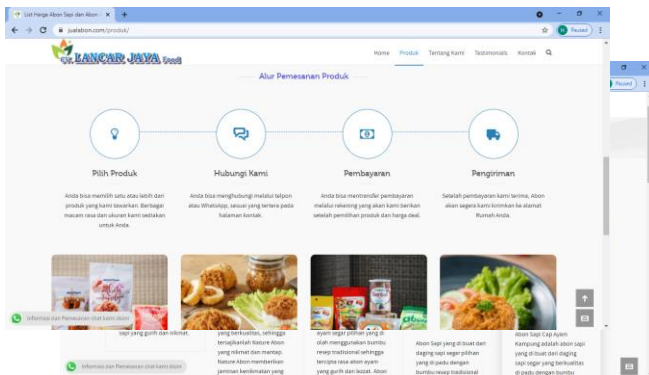 List Harga Abon Sapi dan Abon
jualabon.com/produk/
Paused
CV. LANCAR JAYA Food
Home Produk Tentang Kami Testimonials Kontak
Alur Pemesanan Produk
Pilih Produk
Anda bisa memilih satu atau lebih dari
produk yang kami tawarkan. Berbagai
macam rasa dan ukuran kami sediakan
untuk Anda.
Hubungi Kami
Anda bisa menghubungi melalui telpon
atau WhatsApp, sesuai yang tertera pada
halaman kontak.
Pembayaran
Anda bisa mentransfer pembayaran
melalui rekening yang akan kami berikan
setelah pemilihan produk dan harga deal.
Pengiriman
Setelah pembayaran kami terima, Abon
akan segera kami kirimkan ke alamat
Rumah Anda.
Informasi dan Pemesanan chat kami disini
sapi yang gurih dan nikmat.
yang berkualitas, sehingga
tersajikanlah Nature Abon
yang nikmat dan mantap.
Nature Abon memberikan
jaminan kenikmatan yang
ayam segar pilihan yang di
olah menggunakan bumbu
resep tradisional sehingga
tercipta rasa abon ayam
yang gurih dan lezat. Abon
Abon Sapi yang di buat dari
daging sapi segar pilihan
yang di padu dengan
bumbu resep tradisional
Abon Sapi Cap Ayam
Kampung adalah abon sapi
yang di buat dari daging
sapi segar yang berkualitas
di padu dengan bumbu
Informasi dan Pemesanan chat kami disini
Paused